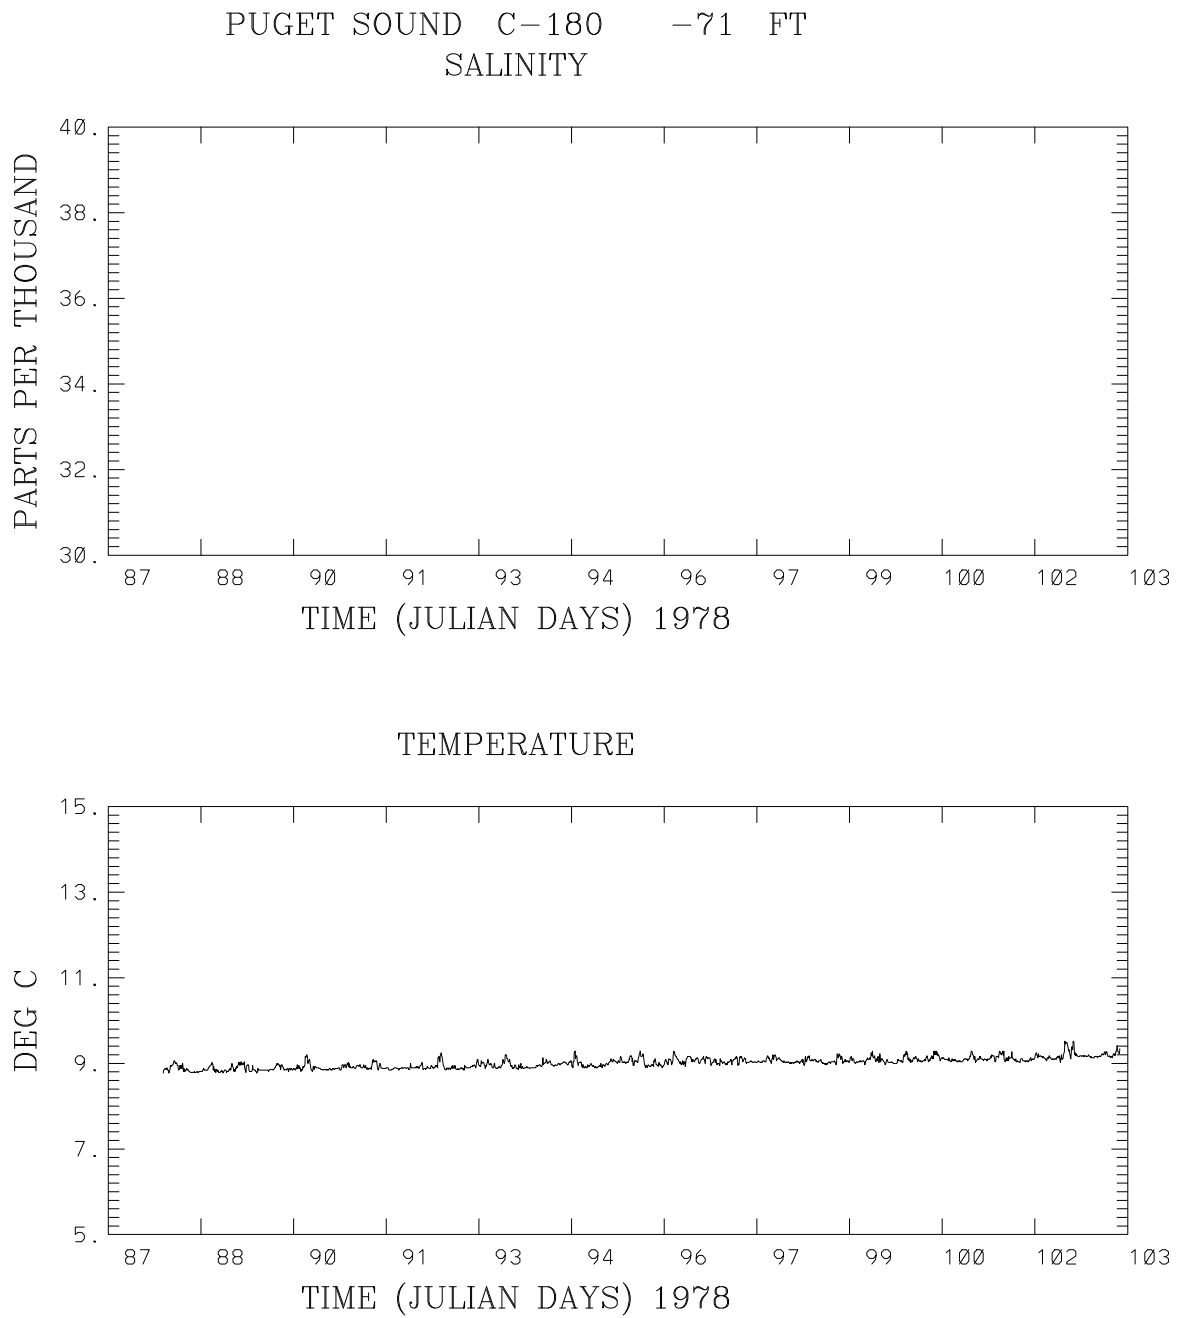 PUGET SOUND C-180 -71 FT
SALINITY
PARTS PER THOUSAND
40.
38.
36.
34.
32.
30.
87 88 90 91 93 94 96 97 99 100 102 103
TIME (JULIAN DAYS) 1978
TEMPERATURE
DEG C
15.
13.
11.
9.
7.
5.
87 88 90 91 93 94 96 97 99 100 102 103
TIME (JULIAN DAYS) 1978